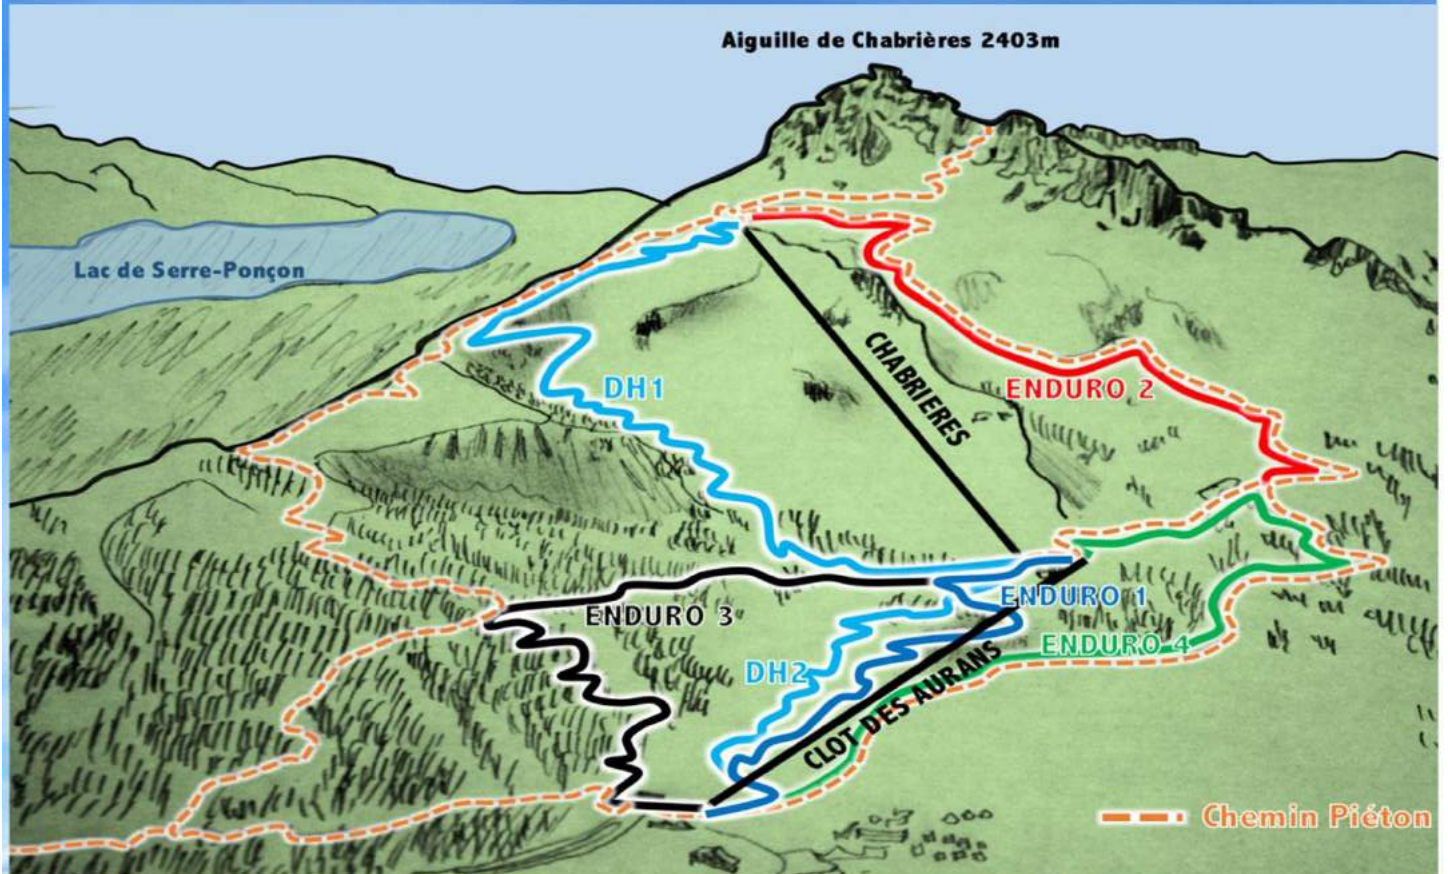 Aiguille de Chabrières 2403m
Lac de Serre-Ponçon
DH1
CHABRIERES
ENDURO 2
ENDURO 3
ENDURO 1
DH2
ENDURO 4
CLOT DES AURANS
Chemin Piéton